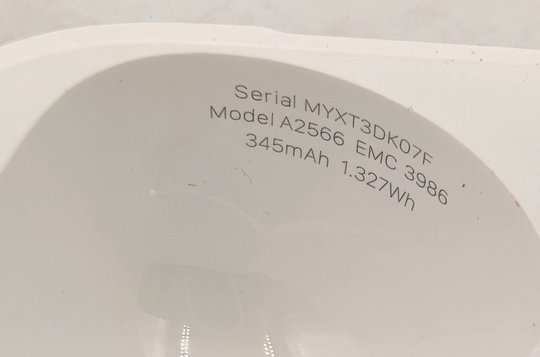 Serial MYXT3DK07F
Model A2566 EMC 3986
345mAh 1.327Wh